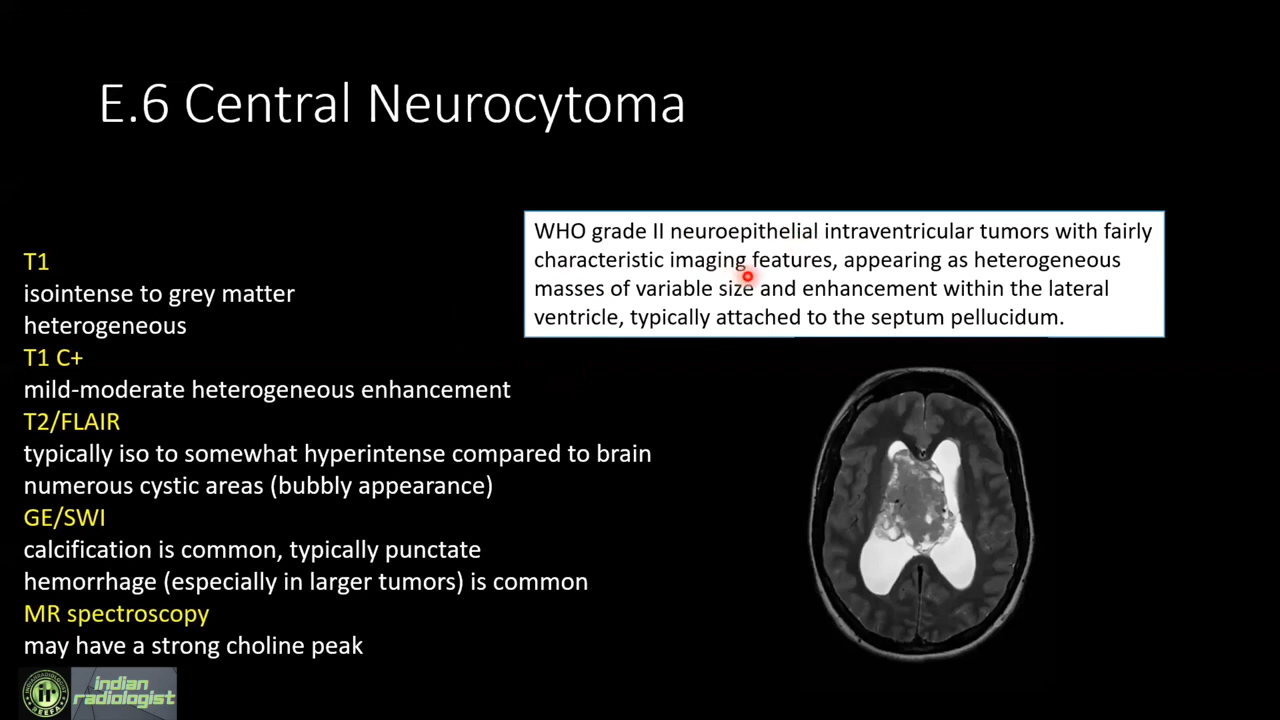 E.6 Central Neurocytoma
WHO grade II neuroepithelial intraventricular tumors with fairly
characteristic imaging features, appearing as heterogeneous
masses of variable size and enhancement within the lateral
ventricle, typically attached to the septum pellucidum.
T1
isointense to grey matter
heterogeneous
T1 C+
mild-moderate heterogeneous enhancement
T2/FLAIR
typically iso to somewhat hyperintense compared to brain
numerous cystic areas (bubbly appearance)
GE/SWI
calcification is common, typically punctate
hemorrhage (especially in larger tumors) is common
MR spectroscopy
may have a strong choline peak
indian
radiologist